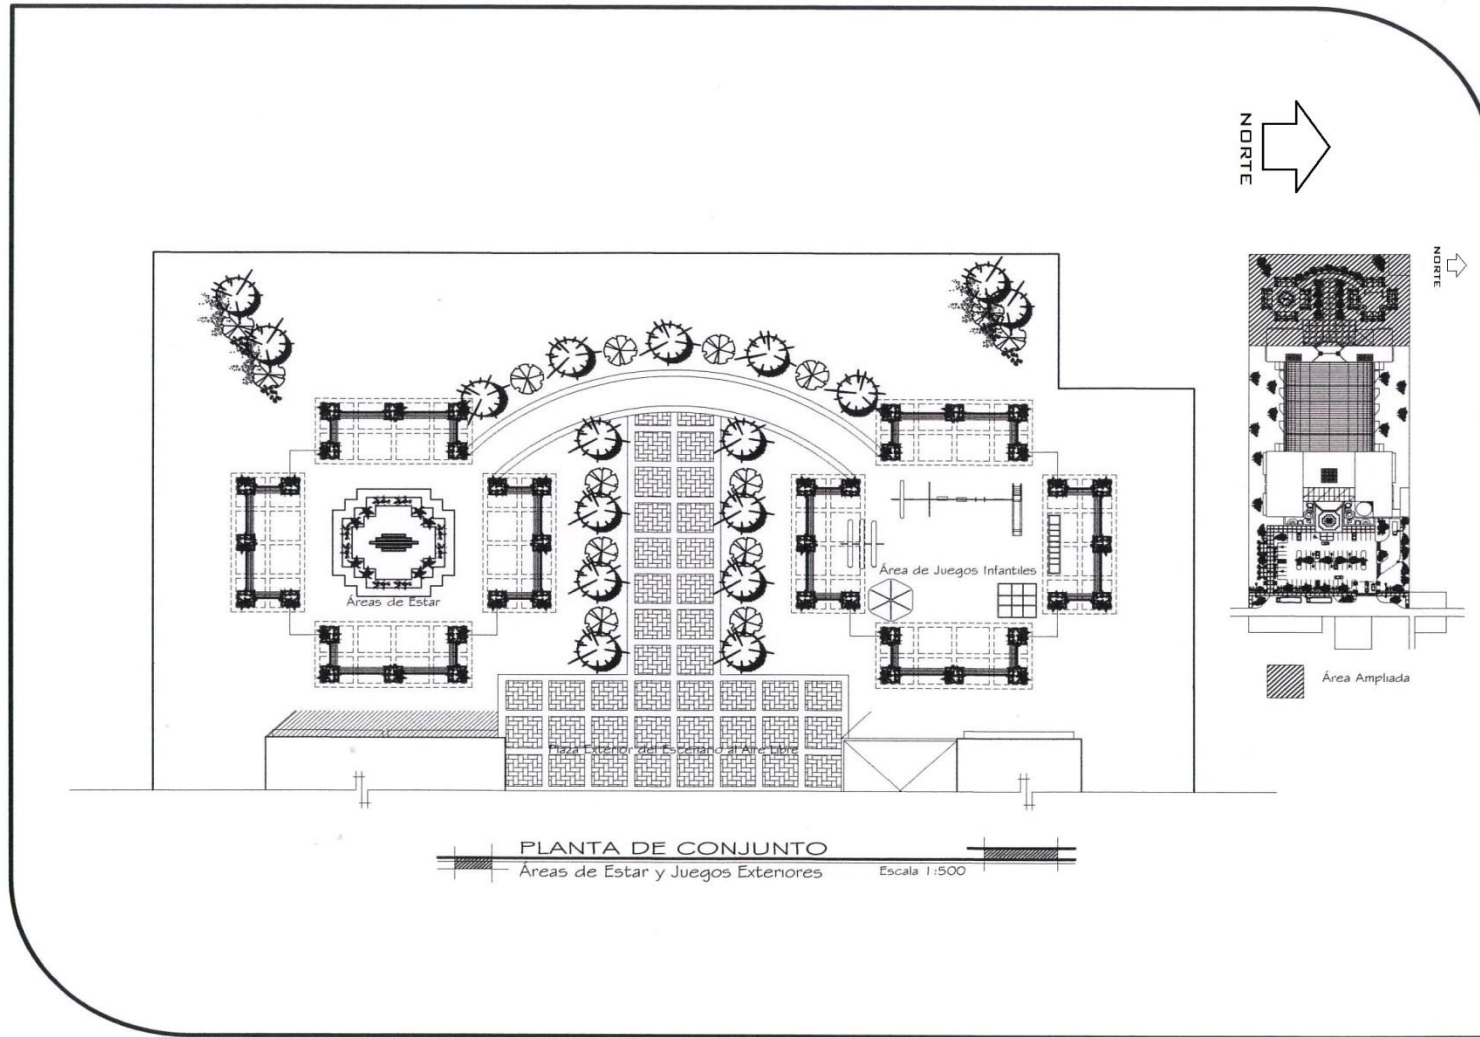 NORTE
NORTE
Áreas de Estar
Área de Juegos Infantiles
Área Ampliada
Plaza Exterior del Escenario al Aire Libre
PLANTA DE CONJUNTO
Áreas de Estar y Juegos Exteriores
Escala 1:500